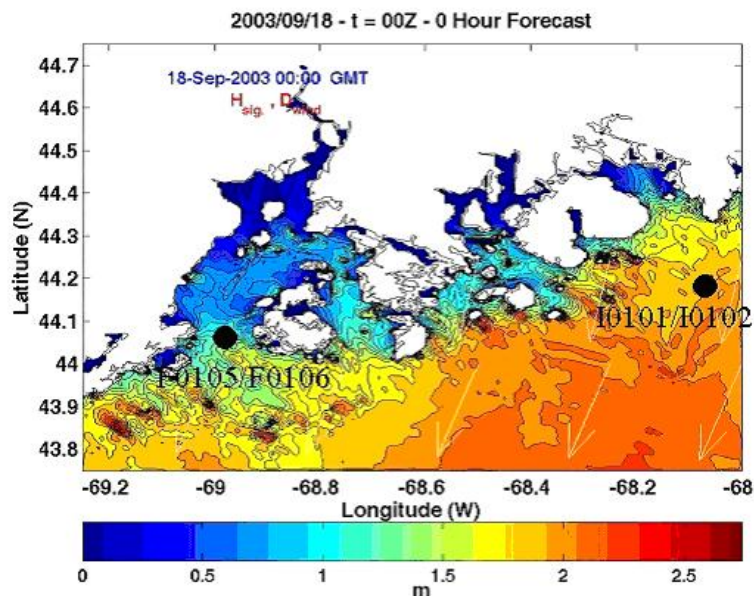 2003/09/18 - t = 00Z - 0 Hour Forecast
18-Sep-2003 00:00 GMT
Hsig. , Dwind
44.7
44.6
44.5
44.4
44.3
44.2
44.1
44
43.9
43.8
Latitude (N)
I0101/I0102
F0105/F0106
-69.2 -69 -68.8 -68.6 -68.4 -68.2 -68
Longitude (W)
0 0.5 1 1.5 2 2.5
m